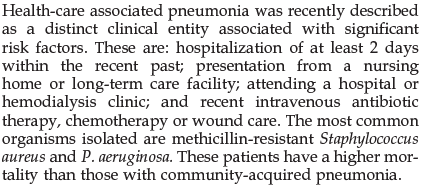 Health-care associated pneumonia was recently described
as a distinct clinical entity associated with significant
risk factors. These are: hospitalization of at least 2 days
within the recent past; presentation from a nursing
home or long-term care facility; attending a hospital or
hemodialysis clinic; and recent intravenous antibiotic
therapy, chemotherapy or wound care. The most common
organisms isolated are methicillin-resistant Staphylococcus
aureus and P. aeruginosa. These patients have a higher mor-
tality than those with community-acquired pneumonia.